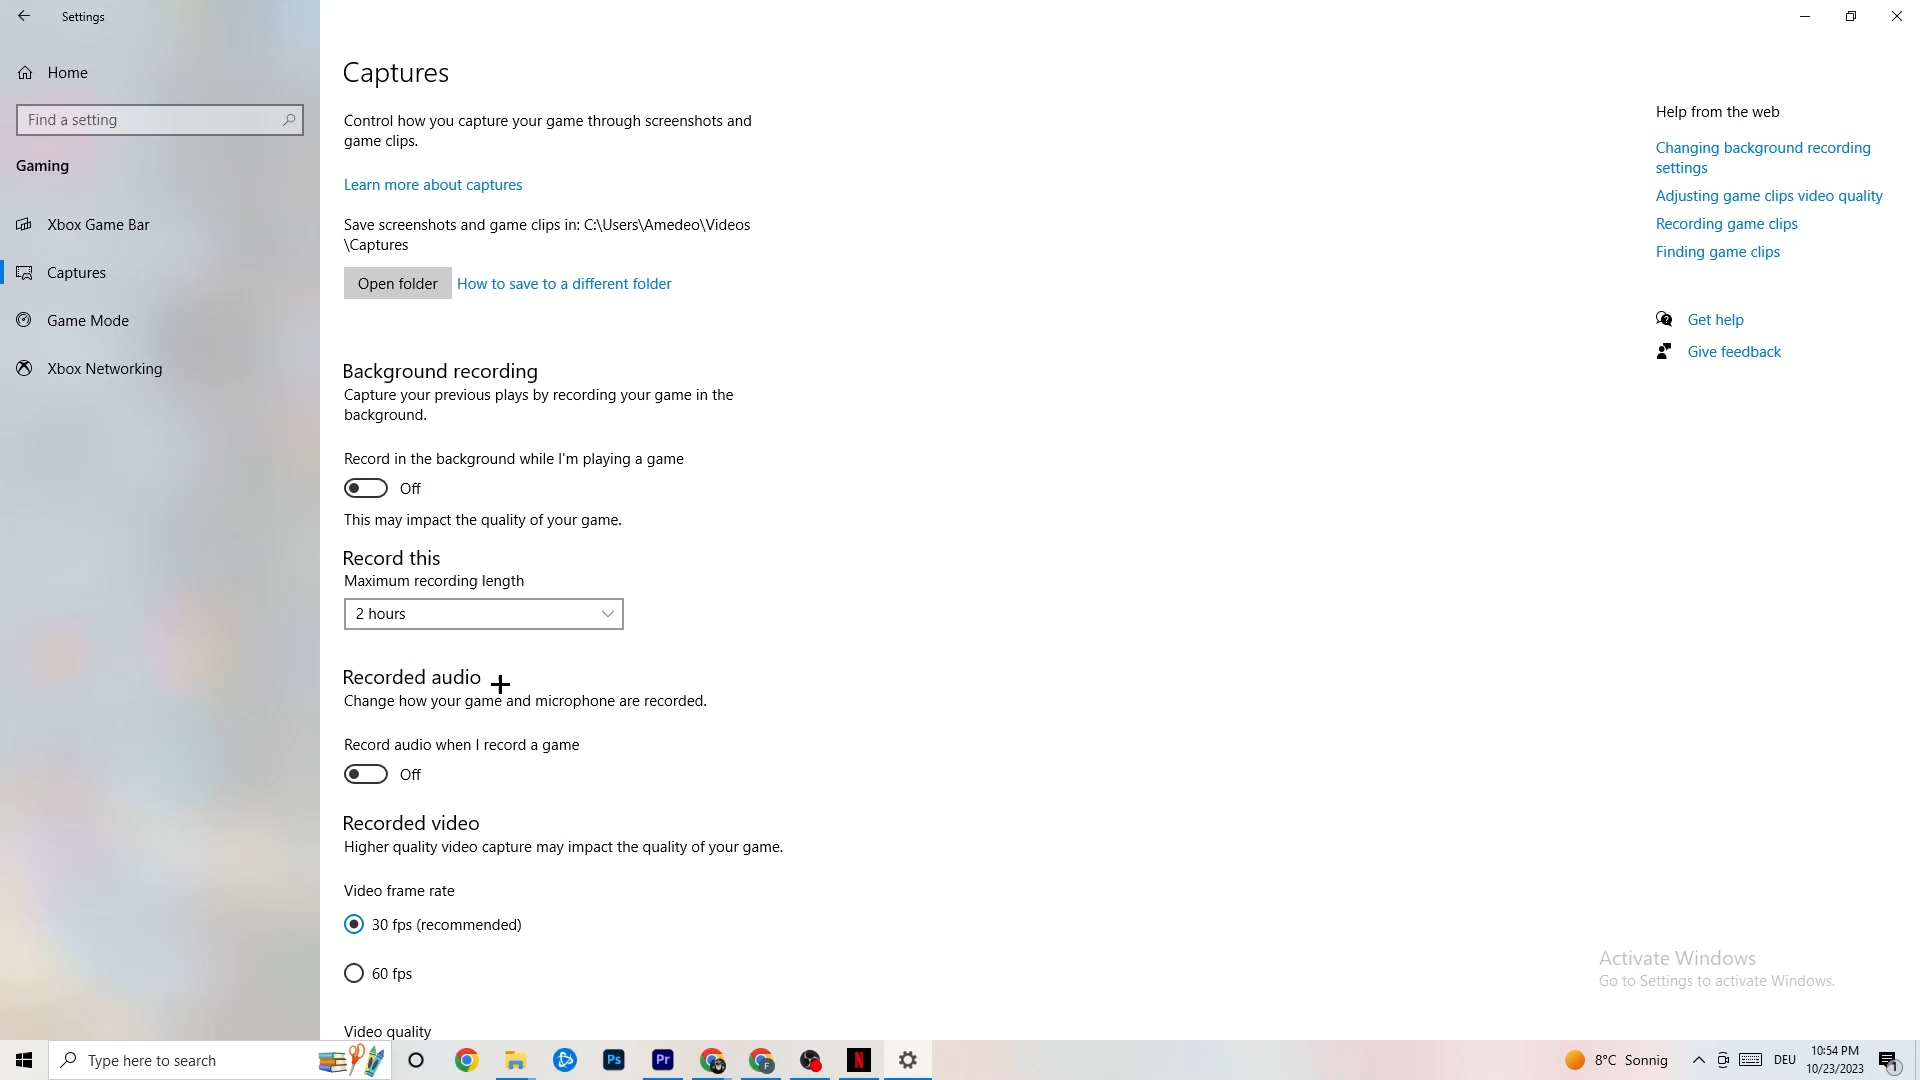 Settings
Home
Find a setting
Gaming
Xbox Game Bar
Captures
Game Mode
Xbox Networking
Captures
Control how you capture your game through screenshots and
game clips.
Learn more about captures
Save screenshots and game clips in: C:\Users\Amedeo\Videos
\Captures
Open folder
How to save to a different folder
Background recording
Capture your previous plays by recording your game in the
background.
Record in the background while I'm playing a game
Off
This may impact the quality of your game.
Record this
Maximum recording length
2 hours
Recorded audio
Change how your game and microphone are recorded.
Record audio when I record a game
Off
Recorded video
Higher quality video capture may impact the quality of your game.
Video frame rate
30 fps (recommended)
60 fps
Video quality
Help from the web
Changing background recording
settings
Adjusting game clips video quality
Recording game clips
Finding game clips
Get help
Give feedback
Activate Windows
Go to Settings to activate Windows.
Type here to search
Ps
Pr
F
N
8°C Sonnig
DEU
10:54 PM
10/23/2023
1